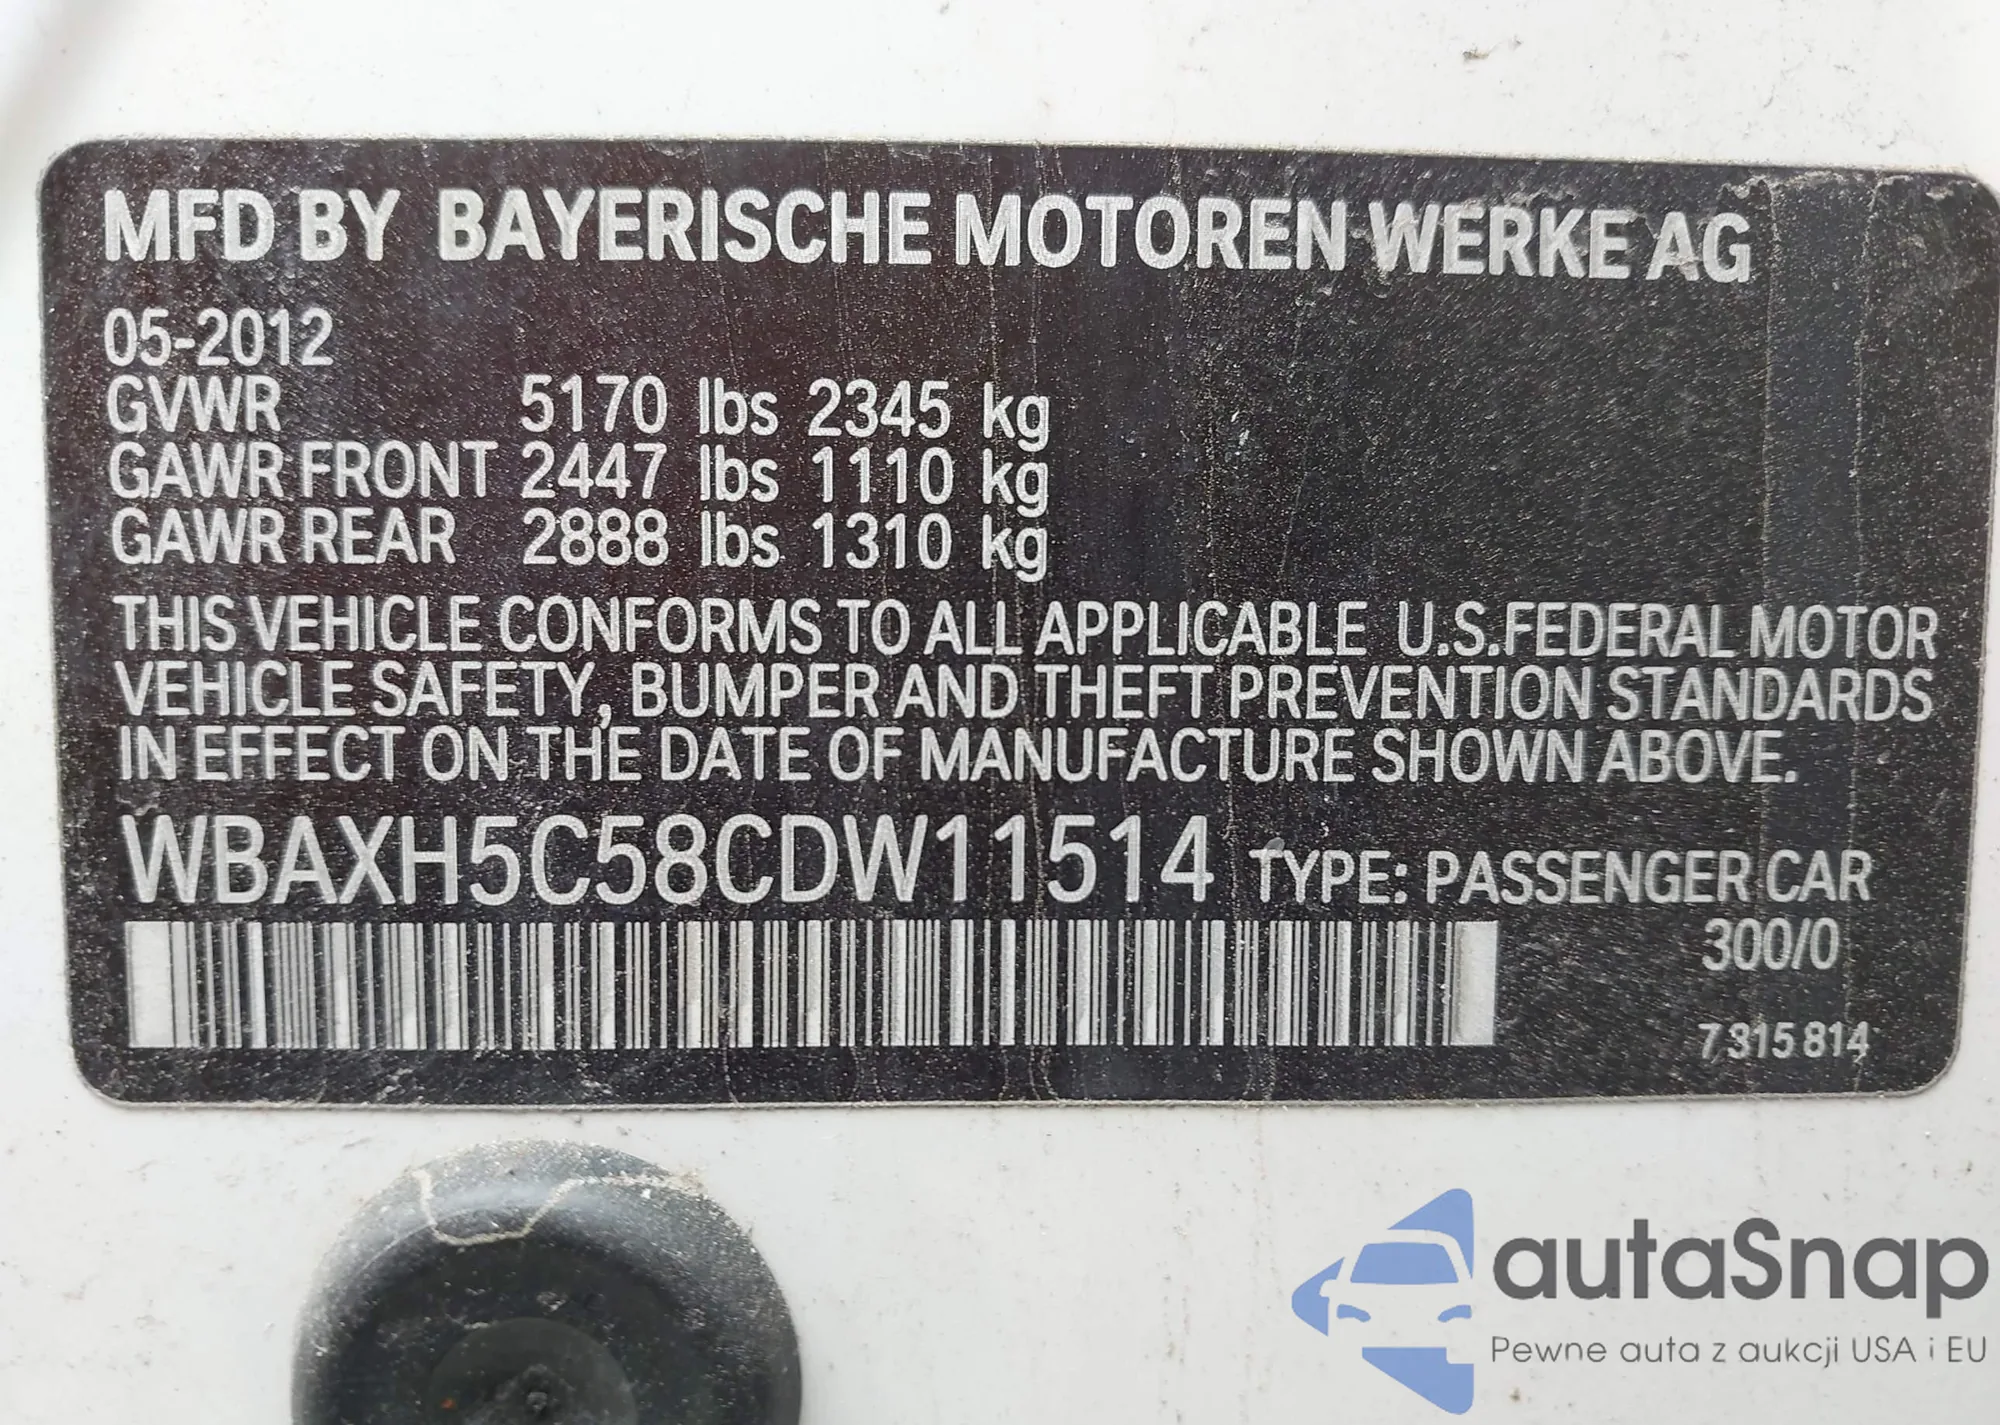 MFD BY BAYERISCHE MOTOREN WERKE AG
05-2012
GVWR 5170 lbs 2345 kg
GAWR FRONT 2447 lbs 1110 kg
GAWR REAR 2888 lbs 1310 kg
THIS VEHICLE CONFORMS TO ALL APPLICABLE U.S.FEDERAL MOTOR
VEHICLE SAFETY, BUMPER AND THEFT PREVENTION STANDARDS
IN EFFECT ON THE DATE OF MANUFACTURE SHOWN ABOVE.
WBAXH5C58CDW11514 TYPE: PASSENGER CAR
300/0
7 315 814
autaSnap
Pewne auta z aukcji USA i EU